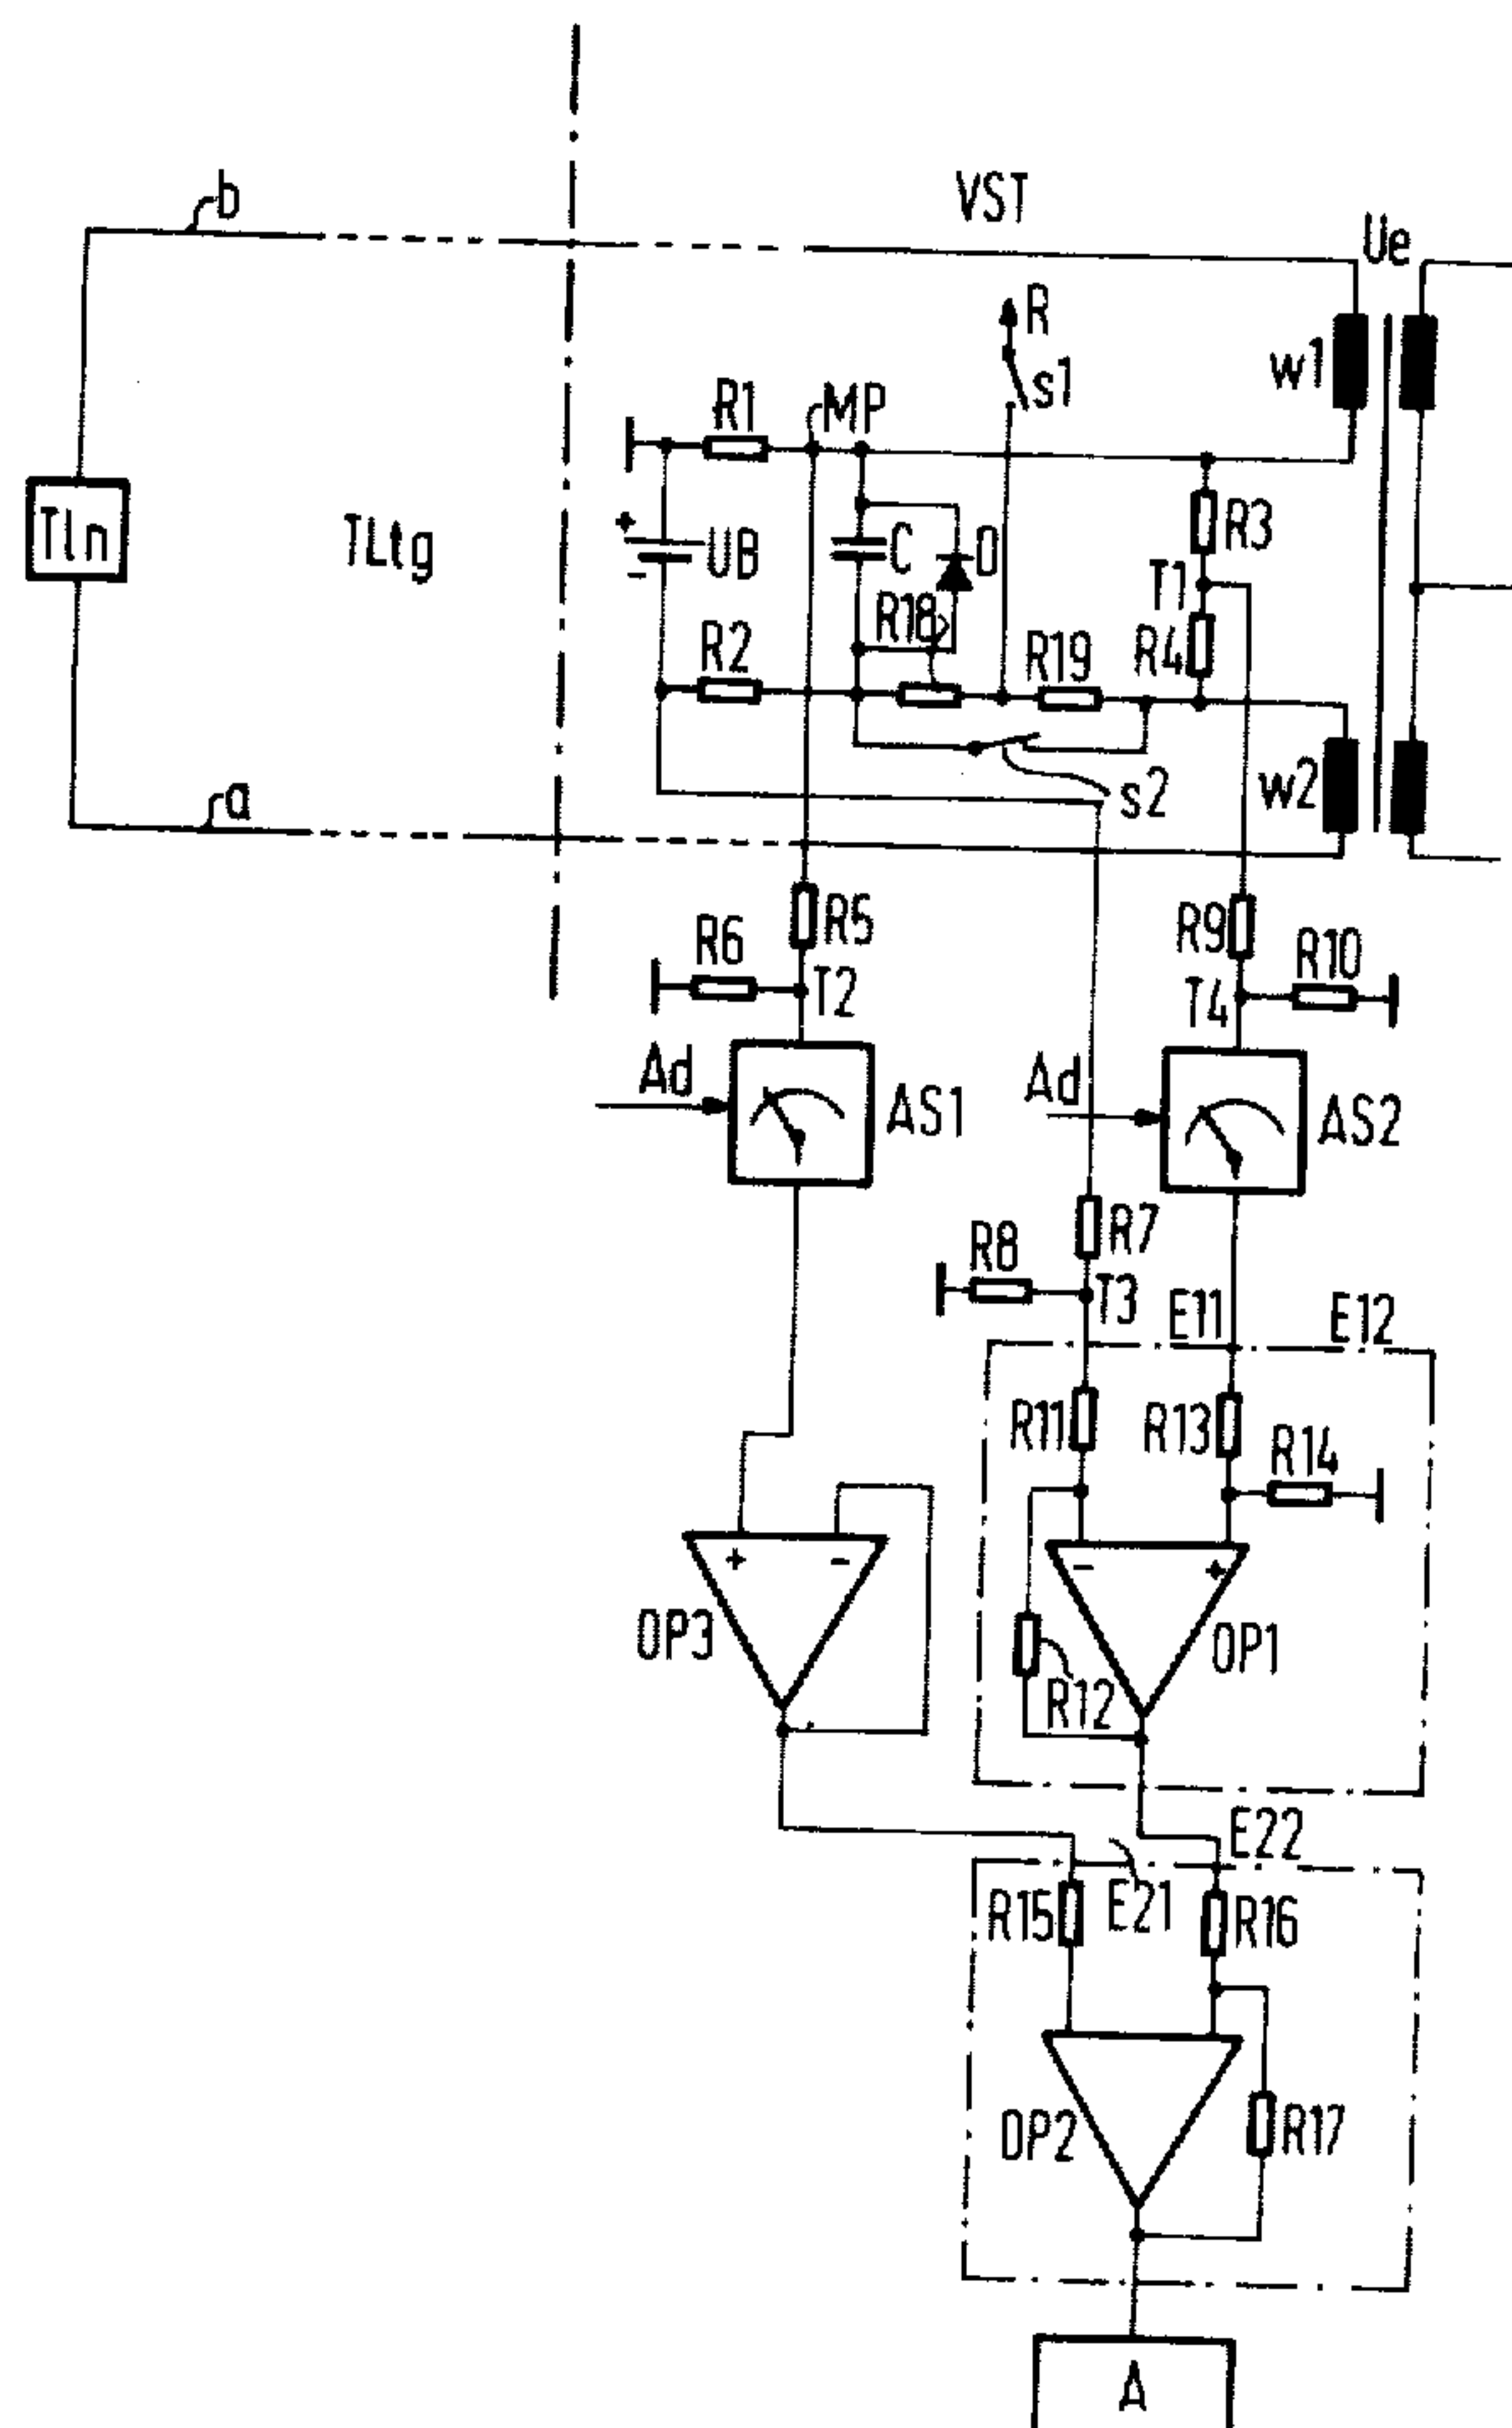 b
VST
Ue
R
w1
s1
R1
MP
R3
Tln
TLtg
+
UB
C
D
T1
-
R18
R2
R19
R4
a
s2
w2
R5
R9
R6
R10
T2
T4
Ad
Ad
AS1
AS2
R7
R8
T3
E11
E12
R11
R13
R14
+
-
-
+
OP3
OP1
R12
E22
R15
E21
R16
OP2
R17
A